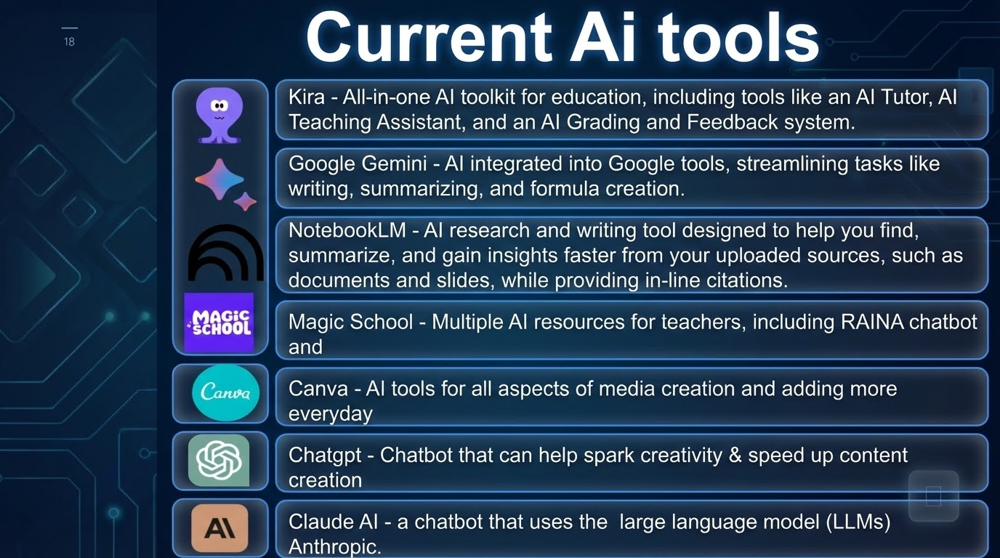 18
Current Ai tools
Kira - All-in-one AI toolkit for education, including tools like an AI Tutor, AI
Teaching Assistant, and an AI Grading and Feedback system.
Google Gemini - AI integrated into Google tools, streamlining tasks like
writing, summarizing, and formula creation.
NotebookLM - AI research and writing tool designed to help you find,
summarize, and gain insights faster from your uploaded sources, such as
documents and slides, while providing in-line citations.
MAGiC
SCHOOL
Magic School - Multiple AI resources for teachers, including RAINA chatbot
and
Canva
Canva - AI tools for all aspects of media creation and adding more
everyday
Chatgpt - Chatbot that can help spark creativity & speed up content
creation
A\
Claude AI - a chatbot that uses the  large language model (LLMs)
Anthropic.